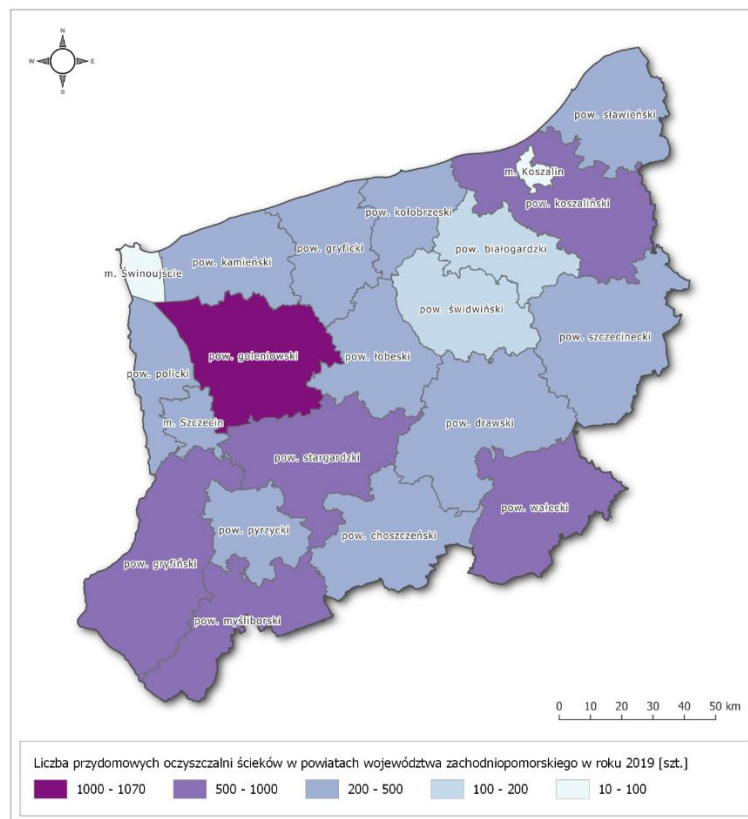 N
W E
S
pow. sławieński
m. Koszalin
pow. koszaliński
pow. kołobrzeski
pow. gryficki
pow. białogardzki
pow. kamieński
m. Świnoujście
pow. świdwiński
pow. szczecinecki
pow. goleniowski
pow. łobeski
pow. policki
m. Szczecin
pow. drawski
pow. stargardzki
pow. wałecki
pow. pyrzycki
pow. choszczeński
pow. gryfiński
pow. myśliborski
0 10 20 30 40 50 km
Liczba przydomowych oczyszczalni ścieków w powiatach województwa zachodniopomorskiego w roku 2019 [szt.]
1000 - 1070 500 - 1000 200 - 500 100 - 200 10 - 100